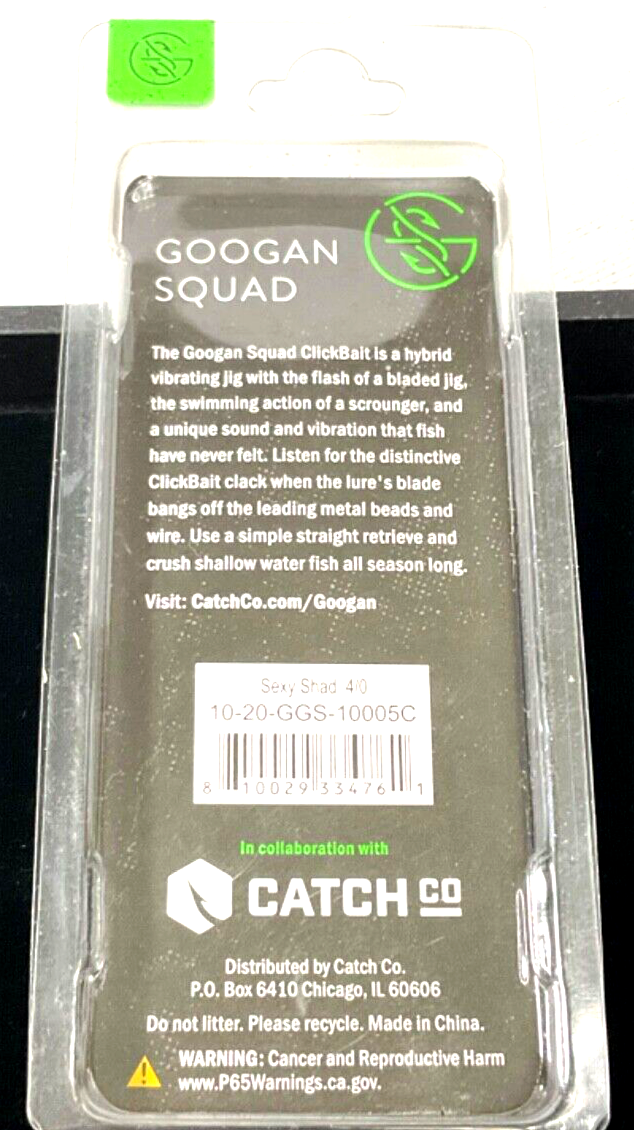 GOOGAN
SQUAD
The Googan Squad ClickBait is a hybrid
vibrating jig with the flash of a bladed jig,
the swimming action of a scrounger, and
a unique sound and vibration that fish
have never felt. Listen for the distinctive
ClickBait clack when the lure's blade
bangs off the leading metal beads and
wire. Use a simple straight retrieve and
crush shallow water fish all season long.
Visit: CatchCo.com/Googan
Sexy Shad 4/0
10-20-GGS-10005C
8 10029 33476 1
In collaboration with
CATCH CO
Distributed by Catch Co.
P.O. Box 6410 Chicago, IL 60606
Do not litter. Please recycle. Made in China.
WARNING: Cancer and Reproductive Harm
www.P65Warnings.ca.gov.